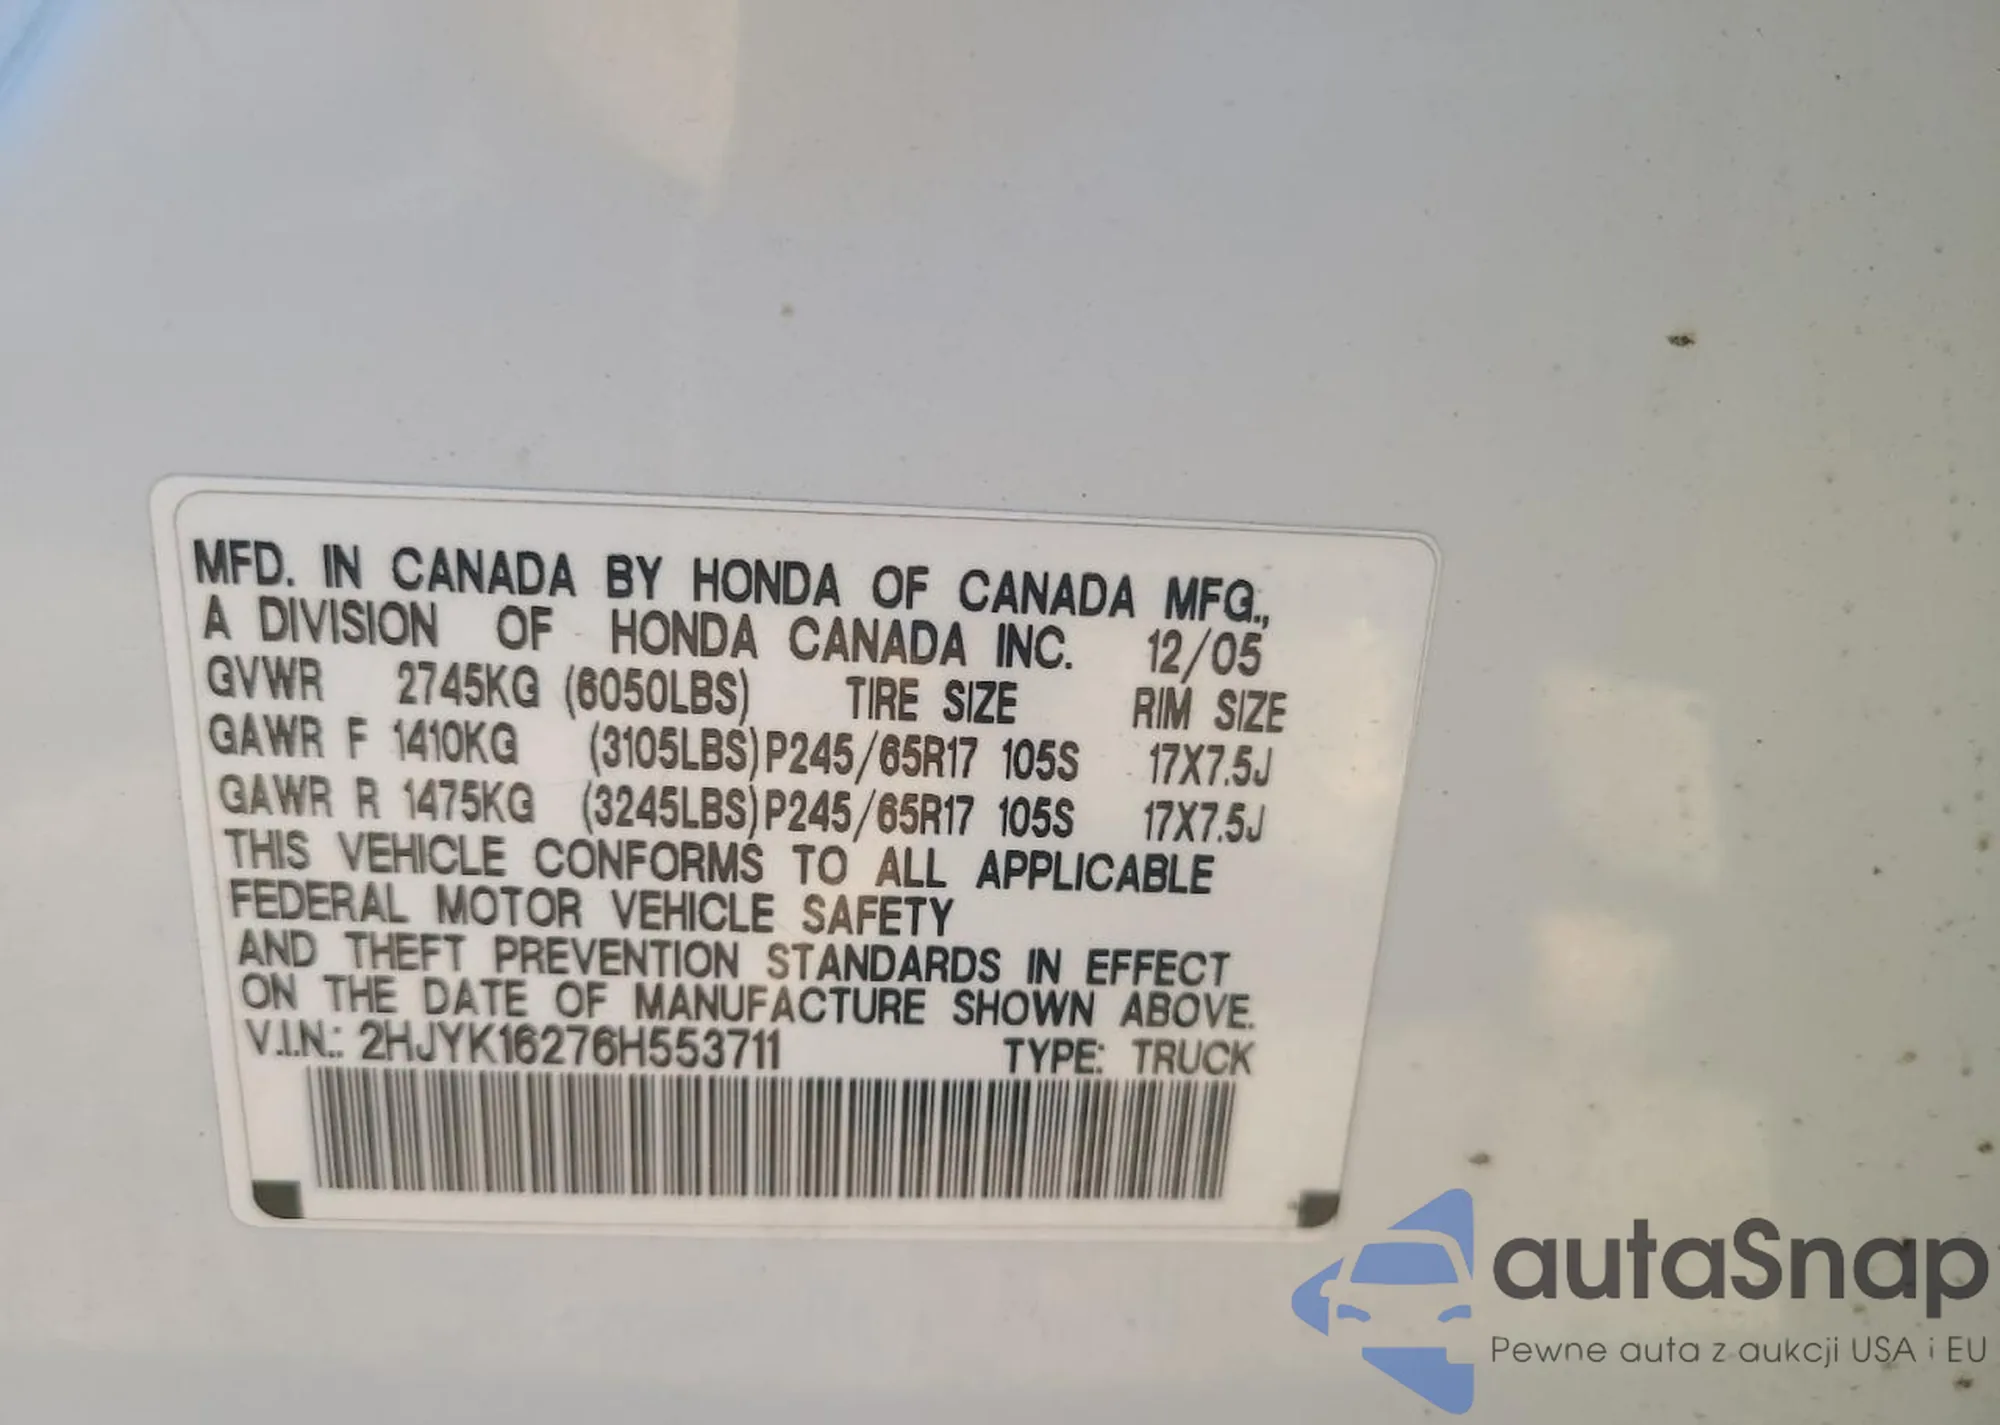 MFD. IN CANADA BY HONDA OF CANADA MFG.,
A DIVISION OF HONDA CANADA INC. 12/05
GVWR 2745KG (6050LBS) TIRE SIZE RIM SIZE
GAWR F 1410KG (3105LBS) P245/65R17 105S 17X7.5J
GAWR R 1475KG (3245LBS) P245/65R17 105S 17X7.5J
THIS VEHICLE CONFORMS TO ALL APPLICABLE
FEDERAL MOTOR VEHICLE SAFETY
AND THEFT PREVENTION STANDARDS IN EFFECT
ON THE DATE OF MANUFACTURE SHOWN ABOVE.
V.I.N.: 2HJYK16276H553711 TYPE: TRUCK
autaSnap
Pewne auta z aukcji USA i EU